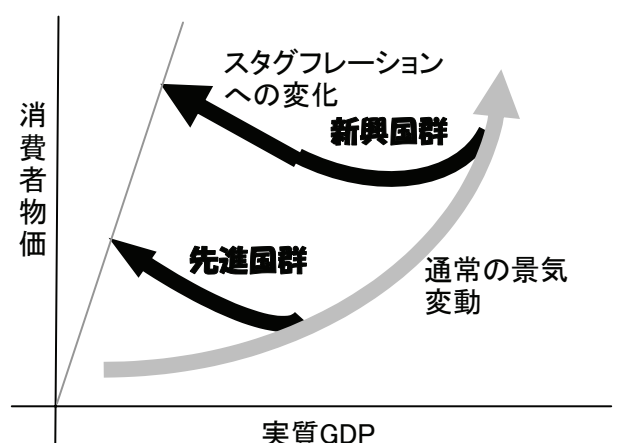 スタグフレーション
への変化
新興国群
消費者物価
先進国群
通常の景気
変動
実質GDP